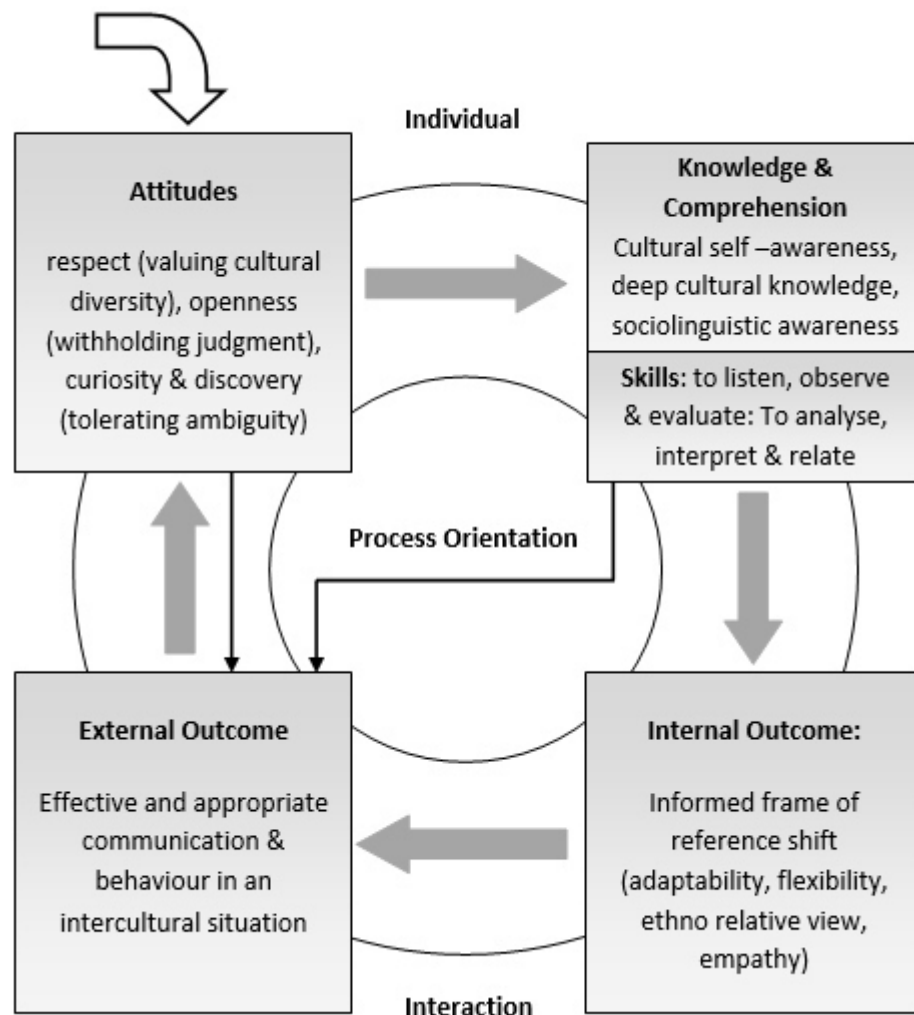 Individual
Attitudes
respect (valuing cultural
diversity), openness
(withholding judgment),
curiosity & discovery
(tolerating ambiguity)
Knowledge &
Comprehension
Cultural self –awareness,
deep cultural knowledge,
sociolinguistic awareness
Skills: to listen, observe
& evaluate: To analyse,
interpret & relate
Process Orientation
External Outcome
Effective and appropriate
communication &
behaviour in an
intercultural situation
Internal Outcome:
Informed frame of
reference shift
(adaptability, flexibility,
ethno relative view,
empathy)
Interaction